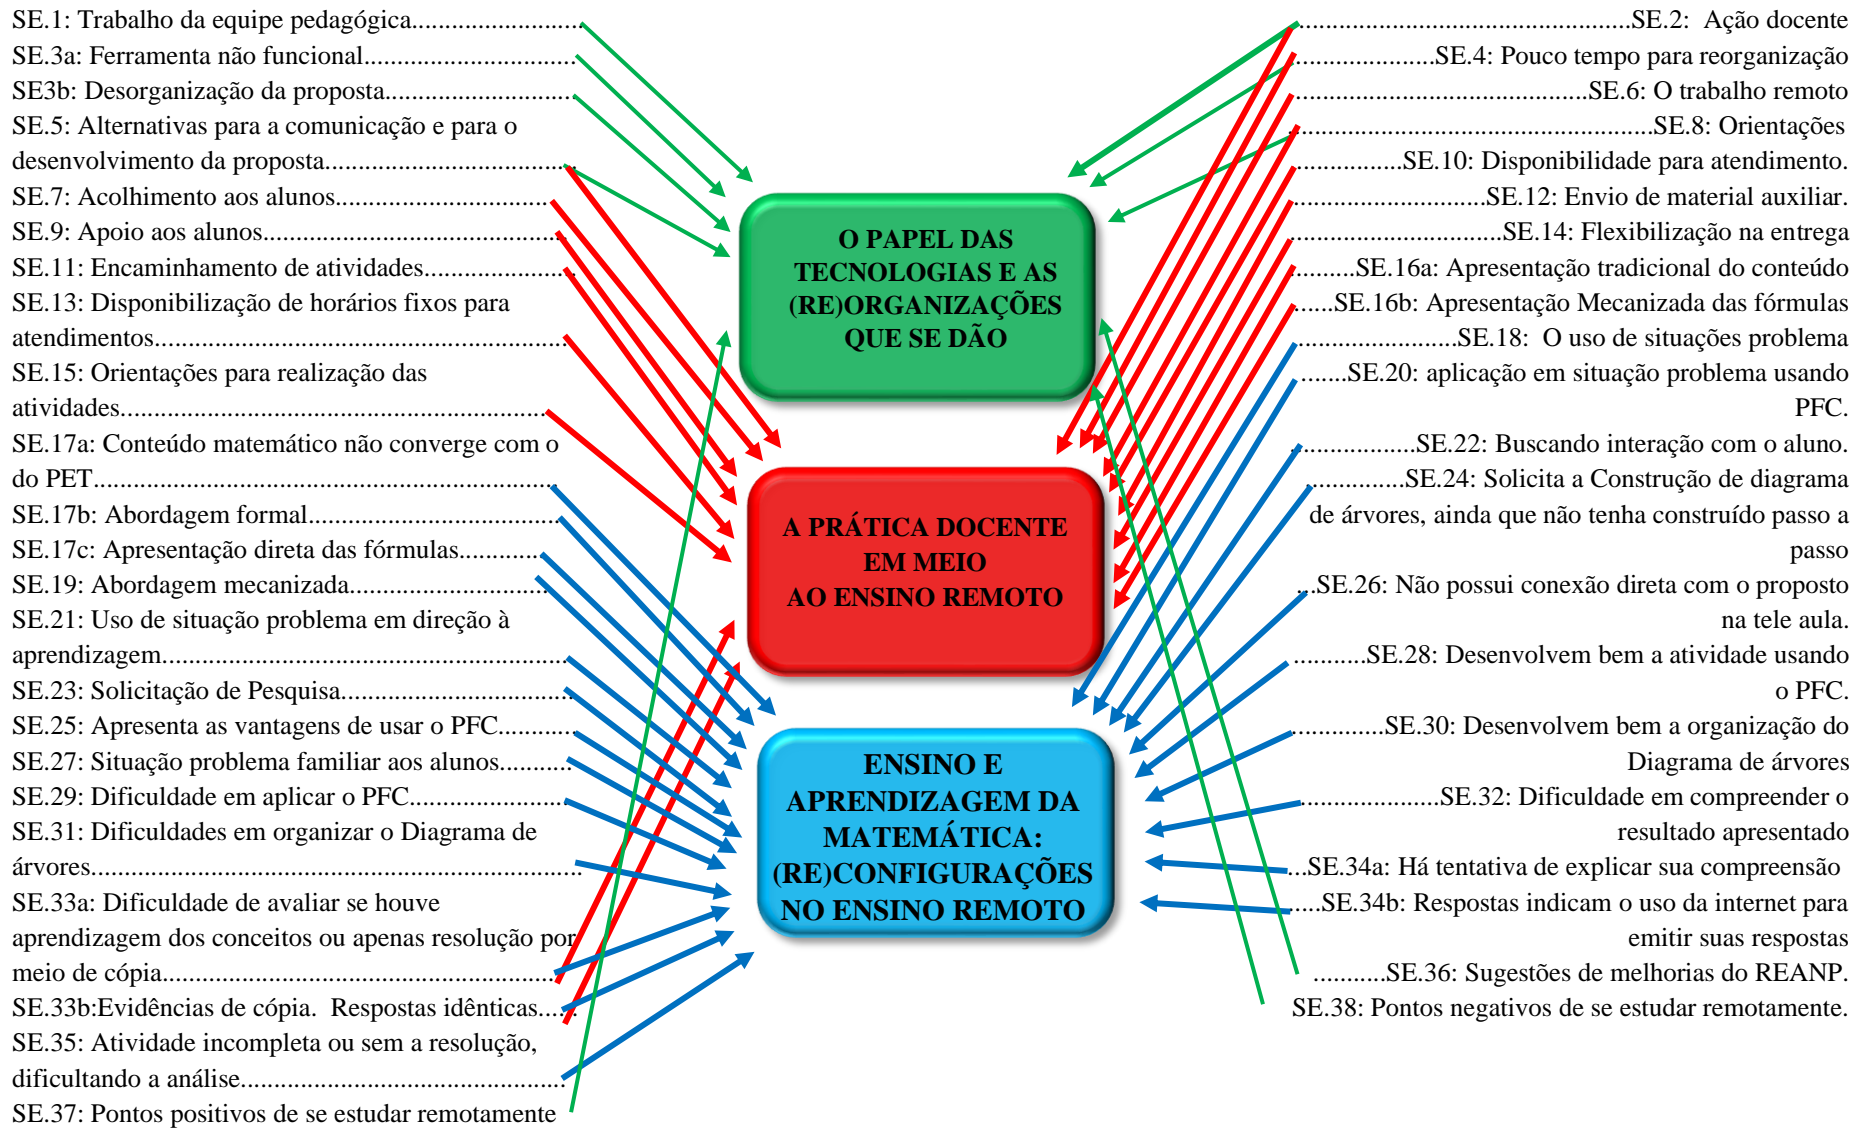 SE.1: Trabalho da equipe pedagógica.........................
SE.3a: Ferramenta não funcional................................
SE3b: Desorganização da proposta.............................
SE.5: Alternativas para a comunicação e para o
desenvolvimento da proposta......................................
SE.7: Acolhimento aos alunos................................
SE.9: Apoio aos alunos..............................................
SE.11: Encaminhamento de atividades.....................
SE.13: Disponibilização de horários fixos para
atendimentos...............................................................
SE.15: Orientações para realização das
atividades.................................................................
SE.17a: Conteúdo matemático não converge com o
do PET.......................................................................
SE.17b: Abordagem formal......................................
SE.17c: Apresentação direta das fórmulas.............
SE.19: Abordagem mecanizada.............................
SE.21: Uso de situação problema em direção à
aprendizagem.............................................................
SE.23: Solicitação de Pesquisa...................................
SE.25: Apresenta as vantagens de usar o PFC............
SE.27: Situação problema familiar aos alunos...........
SE.29: Dificuldade em aplicar o PFC.......................
SE.31: Dificuldades em organizar o Diagrama de
árvores.........................................................................
SE.33a: Dificuldade de avaliar se houve
aprendizagem dos conceitos ou apenas resolução por
meio de cópia............................................................
SE.33b:Evidências de cópia.  Respostas idênticas......
SE.35: Atividade incompleta ou sem a resolução,
dificultando a análise.................................................
SE.37: Pontos positivos de se estudar remotamente
O PAPEL DAS
TECNOLOGIAS E AS
(RE)ORGANIZAÇÕES
QUE SE DÃO
A PRÁTICA DOCENTE
EM MEIO
AO ENSINO REMOTO
ENSINO E
APRENDIZAGEM DA
MATEMÁTICA:
(RE)CONFIGURAÇÕES
NO ENSINO REMOTO
...................................................SE.2:  Ação docente
.....................SE.4: Pouco tempo para reorganização
.............................................SE.6: O trabalho remoto
........................................................SE.8: Orientações
................SE.10: Disponibilidade para atendimento.
.............................SE.12: Envio de material auxiliar.
................................SE.14: Flexibilização na entrega
..........SE.16a: Apresentação tradicional do conteúdo
......SE.16b: Apresentação Mecanizada das fórmulas
.........................SE.18:  O uso de situações problema
.......SE.20: aplicação em situação problema usando
PFC.
..................SE.22: Buscando interação com o aluno.
...............SE.24: Solicita a Construção de diagrama
de árvores, ainda que não tenha construído passo a
passo
...SE.26: Não possui conexão direta com o proposto
na tele aula.
...........SE.28: Desenvolvem bem a atividade usando
o PFC.
..............SE.30: Desenvolvem bem a organização do
Diagrama de árvores
.....................SE.32: Dificuldade em compreender o
resultado apresentado
...SE.34a: Há tentativa de explicar sua compreensão
.....SE.34b: Respostas indicam o uso da internet para
emitir suas respostas
...........SE.36: Sugestões de melhorias do REANP.
SE.38: Pontos negativos de se estudar remotamente.